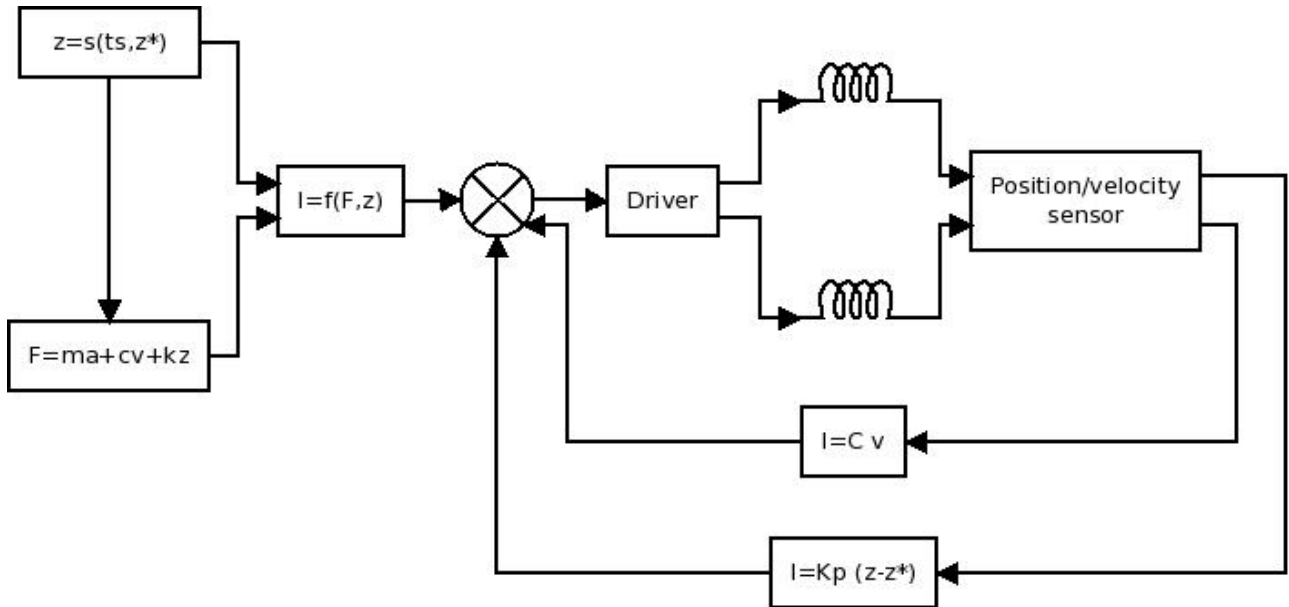 z=s(ts,z*)
I=f(F,z)
Driver
Position/velocity
sensor
F=ma+cv+kz
I=C v
I=Kp (z-z*)